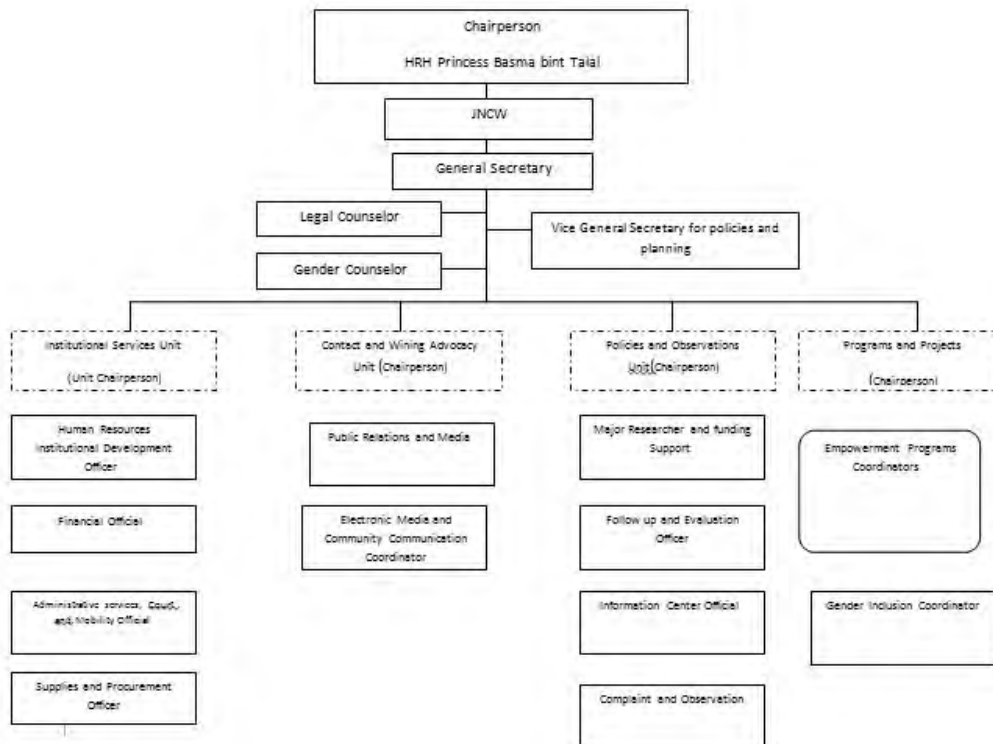 Chairperson
HRH Princess Basma bint Talal
JNCW
General Secretary
Legal Counselor
Vice General Secretary for policies and
planning
Gender Counselor
Institutional Services Unit
(Unit Chairperson)
Contact and Wining Advocacy
Unit (Chairperson)
Policies and Observations
Unit(Chairperson)
Programs and Projects
(Chairperson)
Human Resources
Institutional Development
Officer
Financial Official
Administrative services,
and, Mobility Official
Supplies and Procurement
Officer
Public Relations and Media
Electronic Media and
Community Communication
Coordinator
Major Researcher and funding
Support
Follow up and Evaluation
Officer
Information Center Official
Complaint and Observation
Empowerment Programs
Coordinators
Gender Inclusion Coordinator